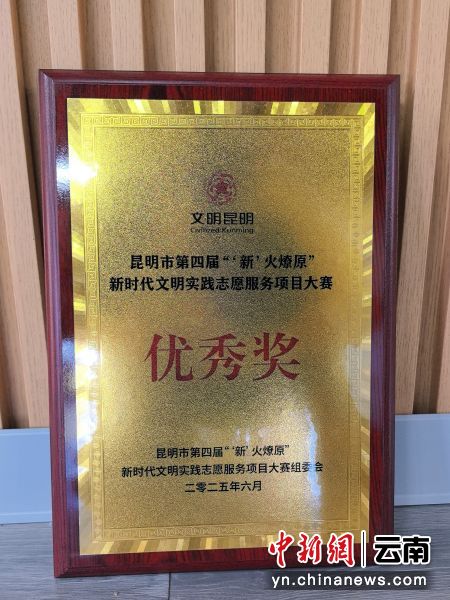 文明昆明
Civilized Kunming
昆明市第四届“‘新’火燎原”
新时代文明实践志愿服务项目大赛
优秀奖
昆明市第四届“‘新’火燎原”
新时代文明实践志愿服务项目大赛组委会
二零二五年六月
中新網 云南
yn.chinanews.com